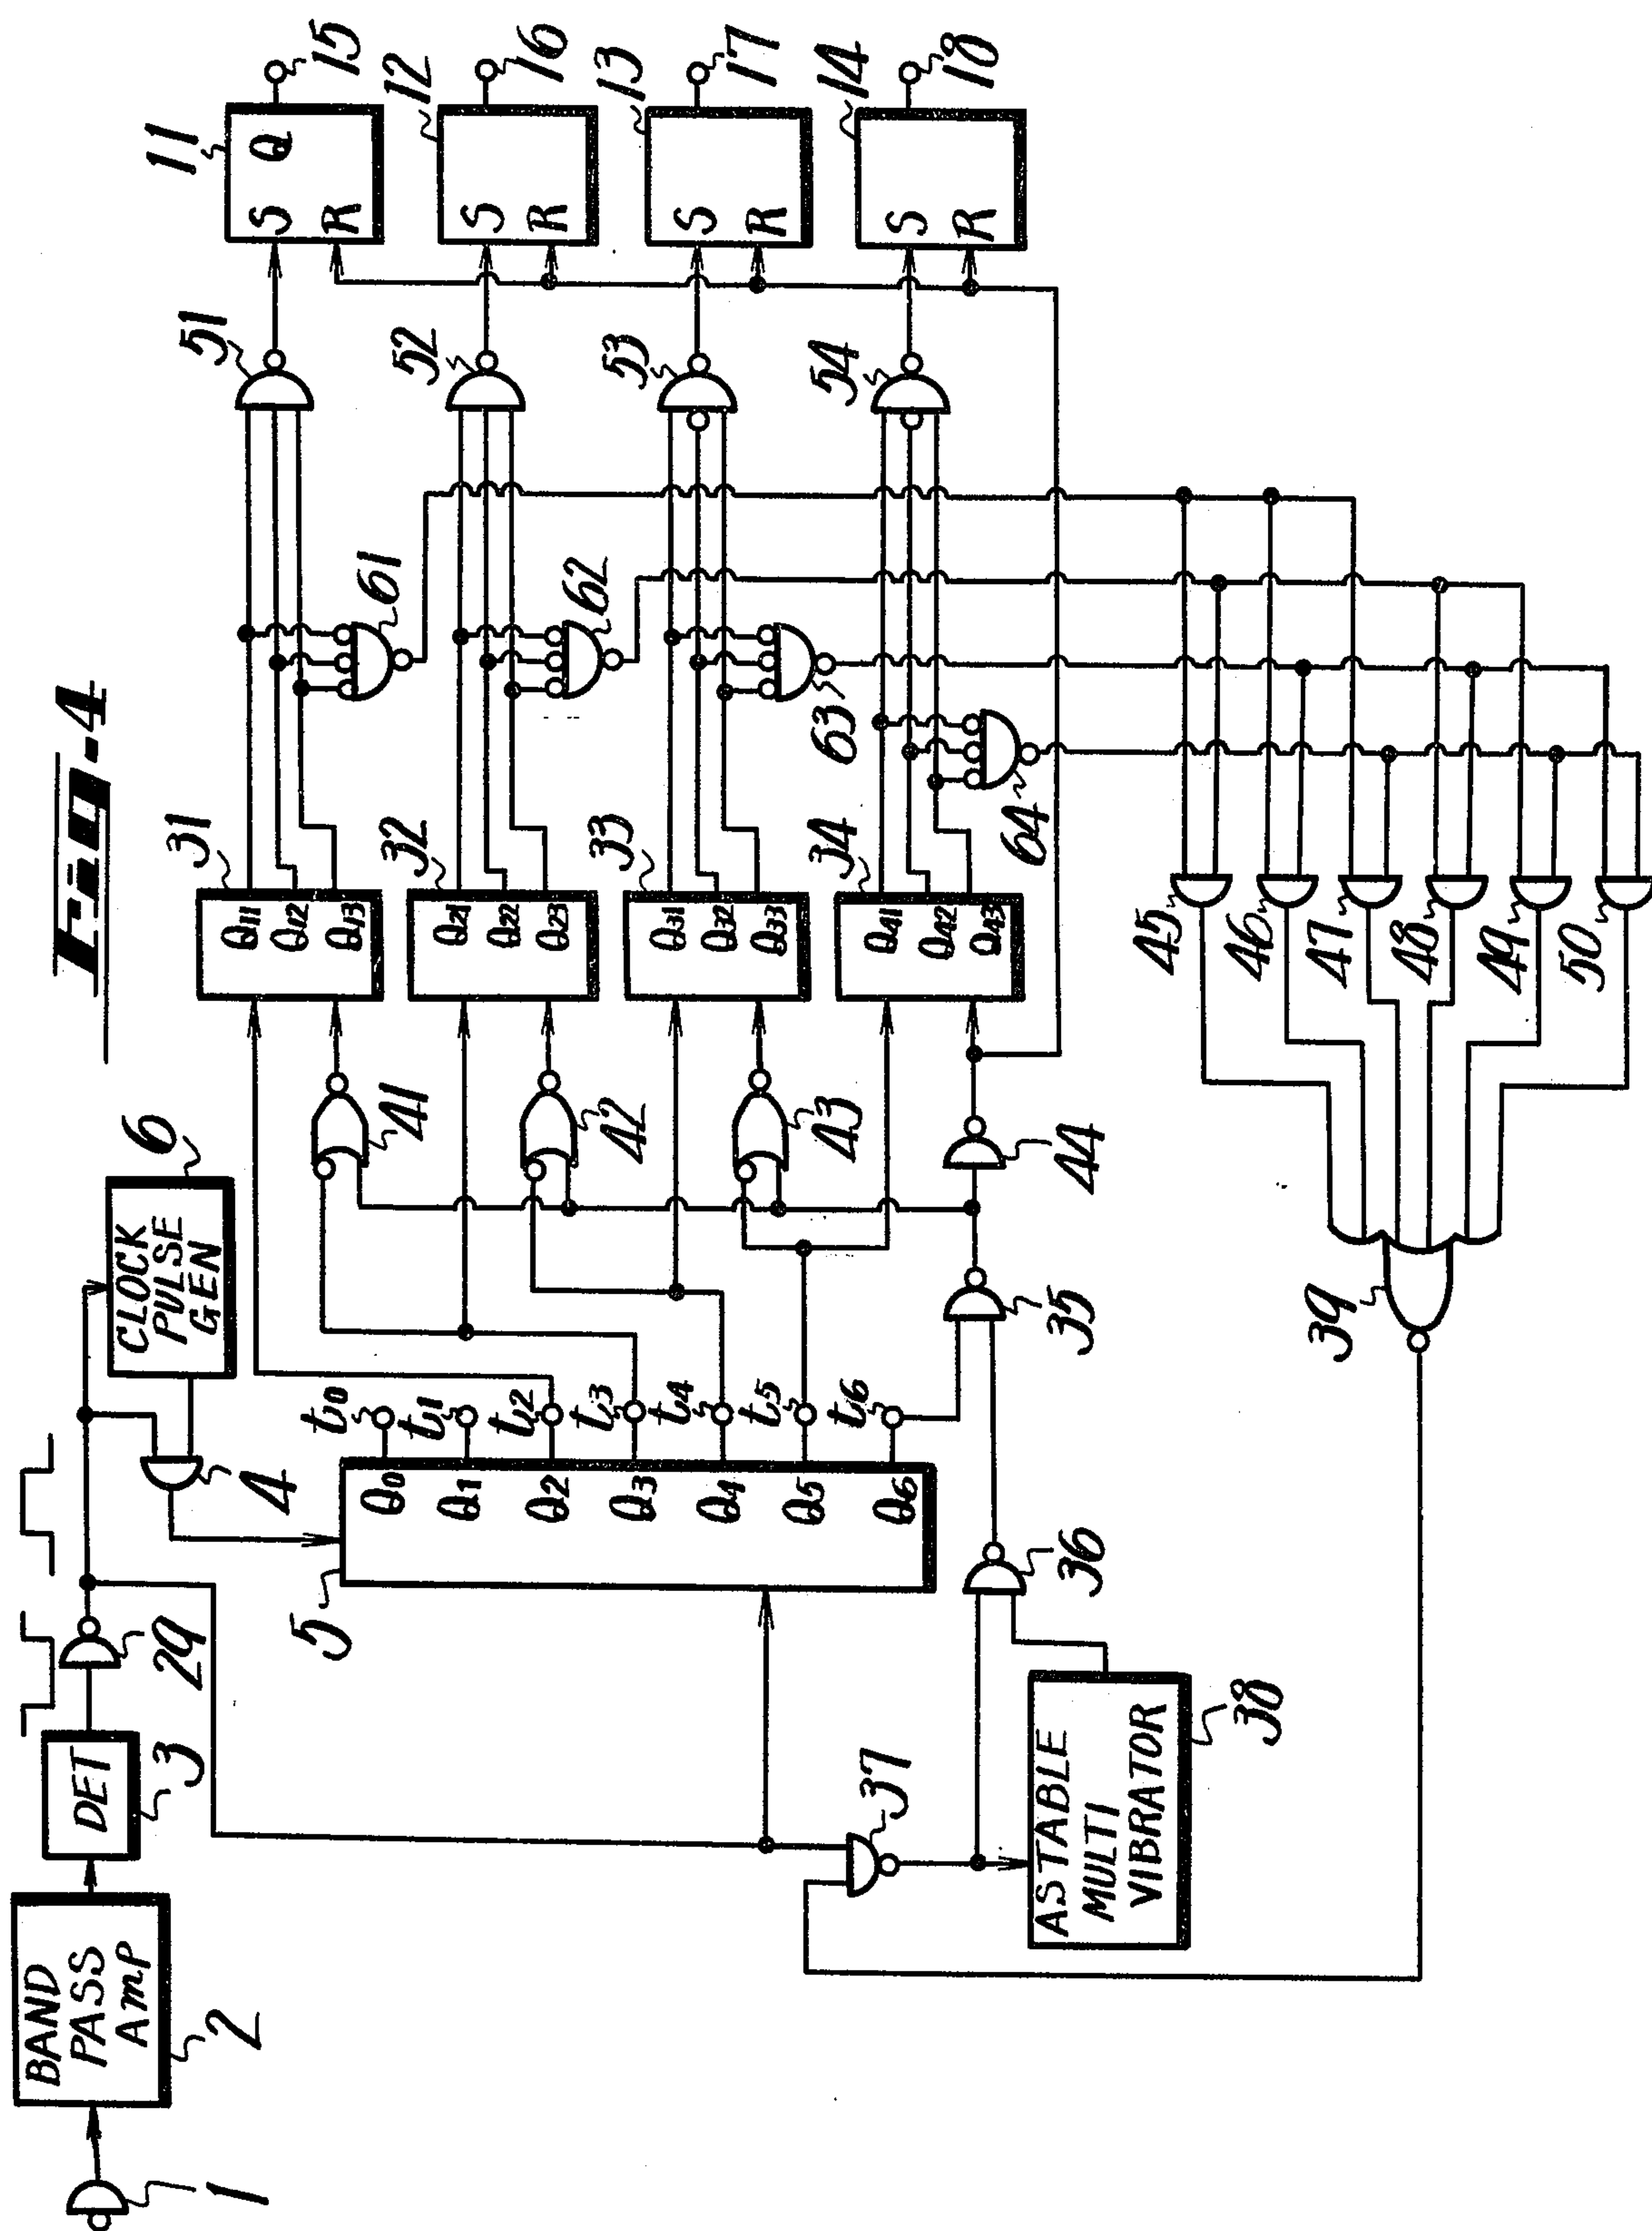 Fig-4
1
BAND
PASS
AMP
2
DET
3
29
4
CLOCK
PULSE
GEN
6
5
Q0
Q1
Q2
Q3
Q4
Q5
Q6
t0
t1
t2
t3
t4
t5
t6
37
ASTABLE
MULTI
VIBRATOR
38
36
35
41
42
43
44
31
Q11
Q12
Q13
32
Q21
Q22
Q23
33
Q31
Q32
Q33
34
Q41
Q42
Q43
61
62
63
64
51
52
53
54
11
S
Q
R
15
12
S
R
16
13
S
R
17
14
S
R
18
45
46
47
48
49
50
39